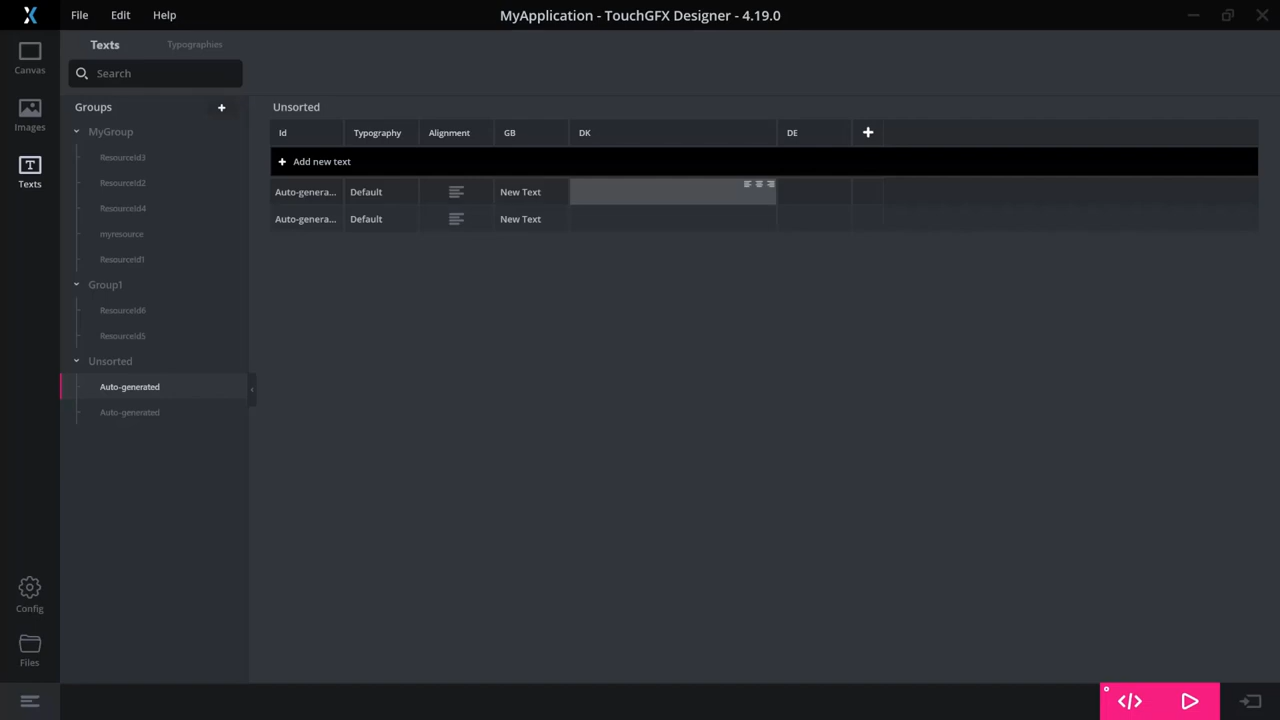 File Edit Help
MyApplication - TouchGFX Designer - 4.19.0
Canvas
Images
Texts
Config
Files
Texts Typographies
Search
Groups +
MyGroup
ResourceId3
ResourceId2
ResourceId4
myresource
ResourceId1
Group1
ResourceId6
ResourceId5
Unsorted
Auto-generated
Auto-generated
Unsorted
Id Typography Alignment GB DK DE +
+ Add new text
Auto-genera... Default New Text
Auto-genera... Default New Text